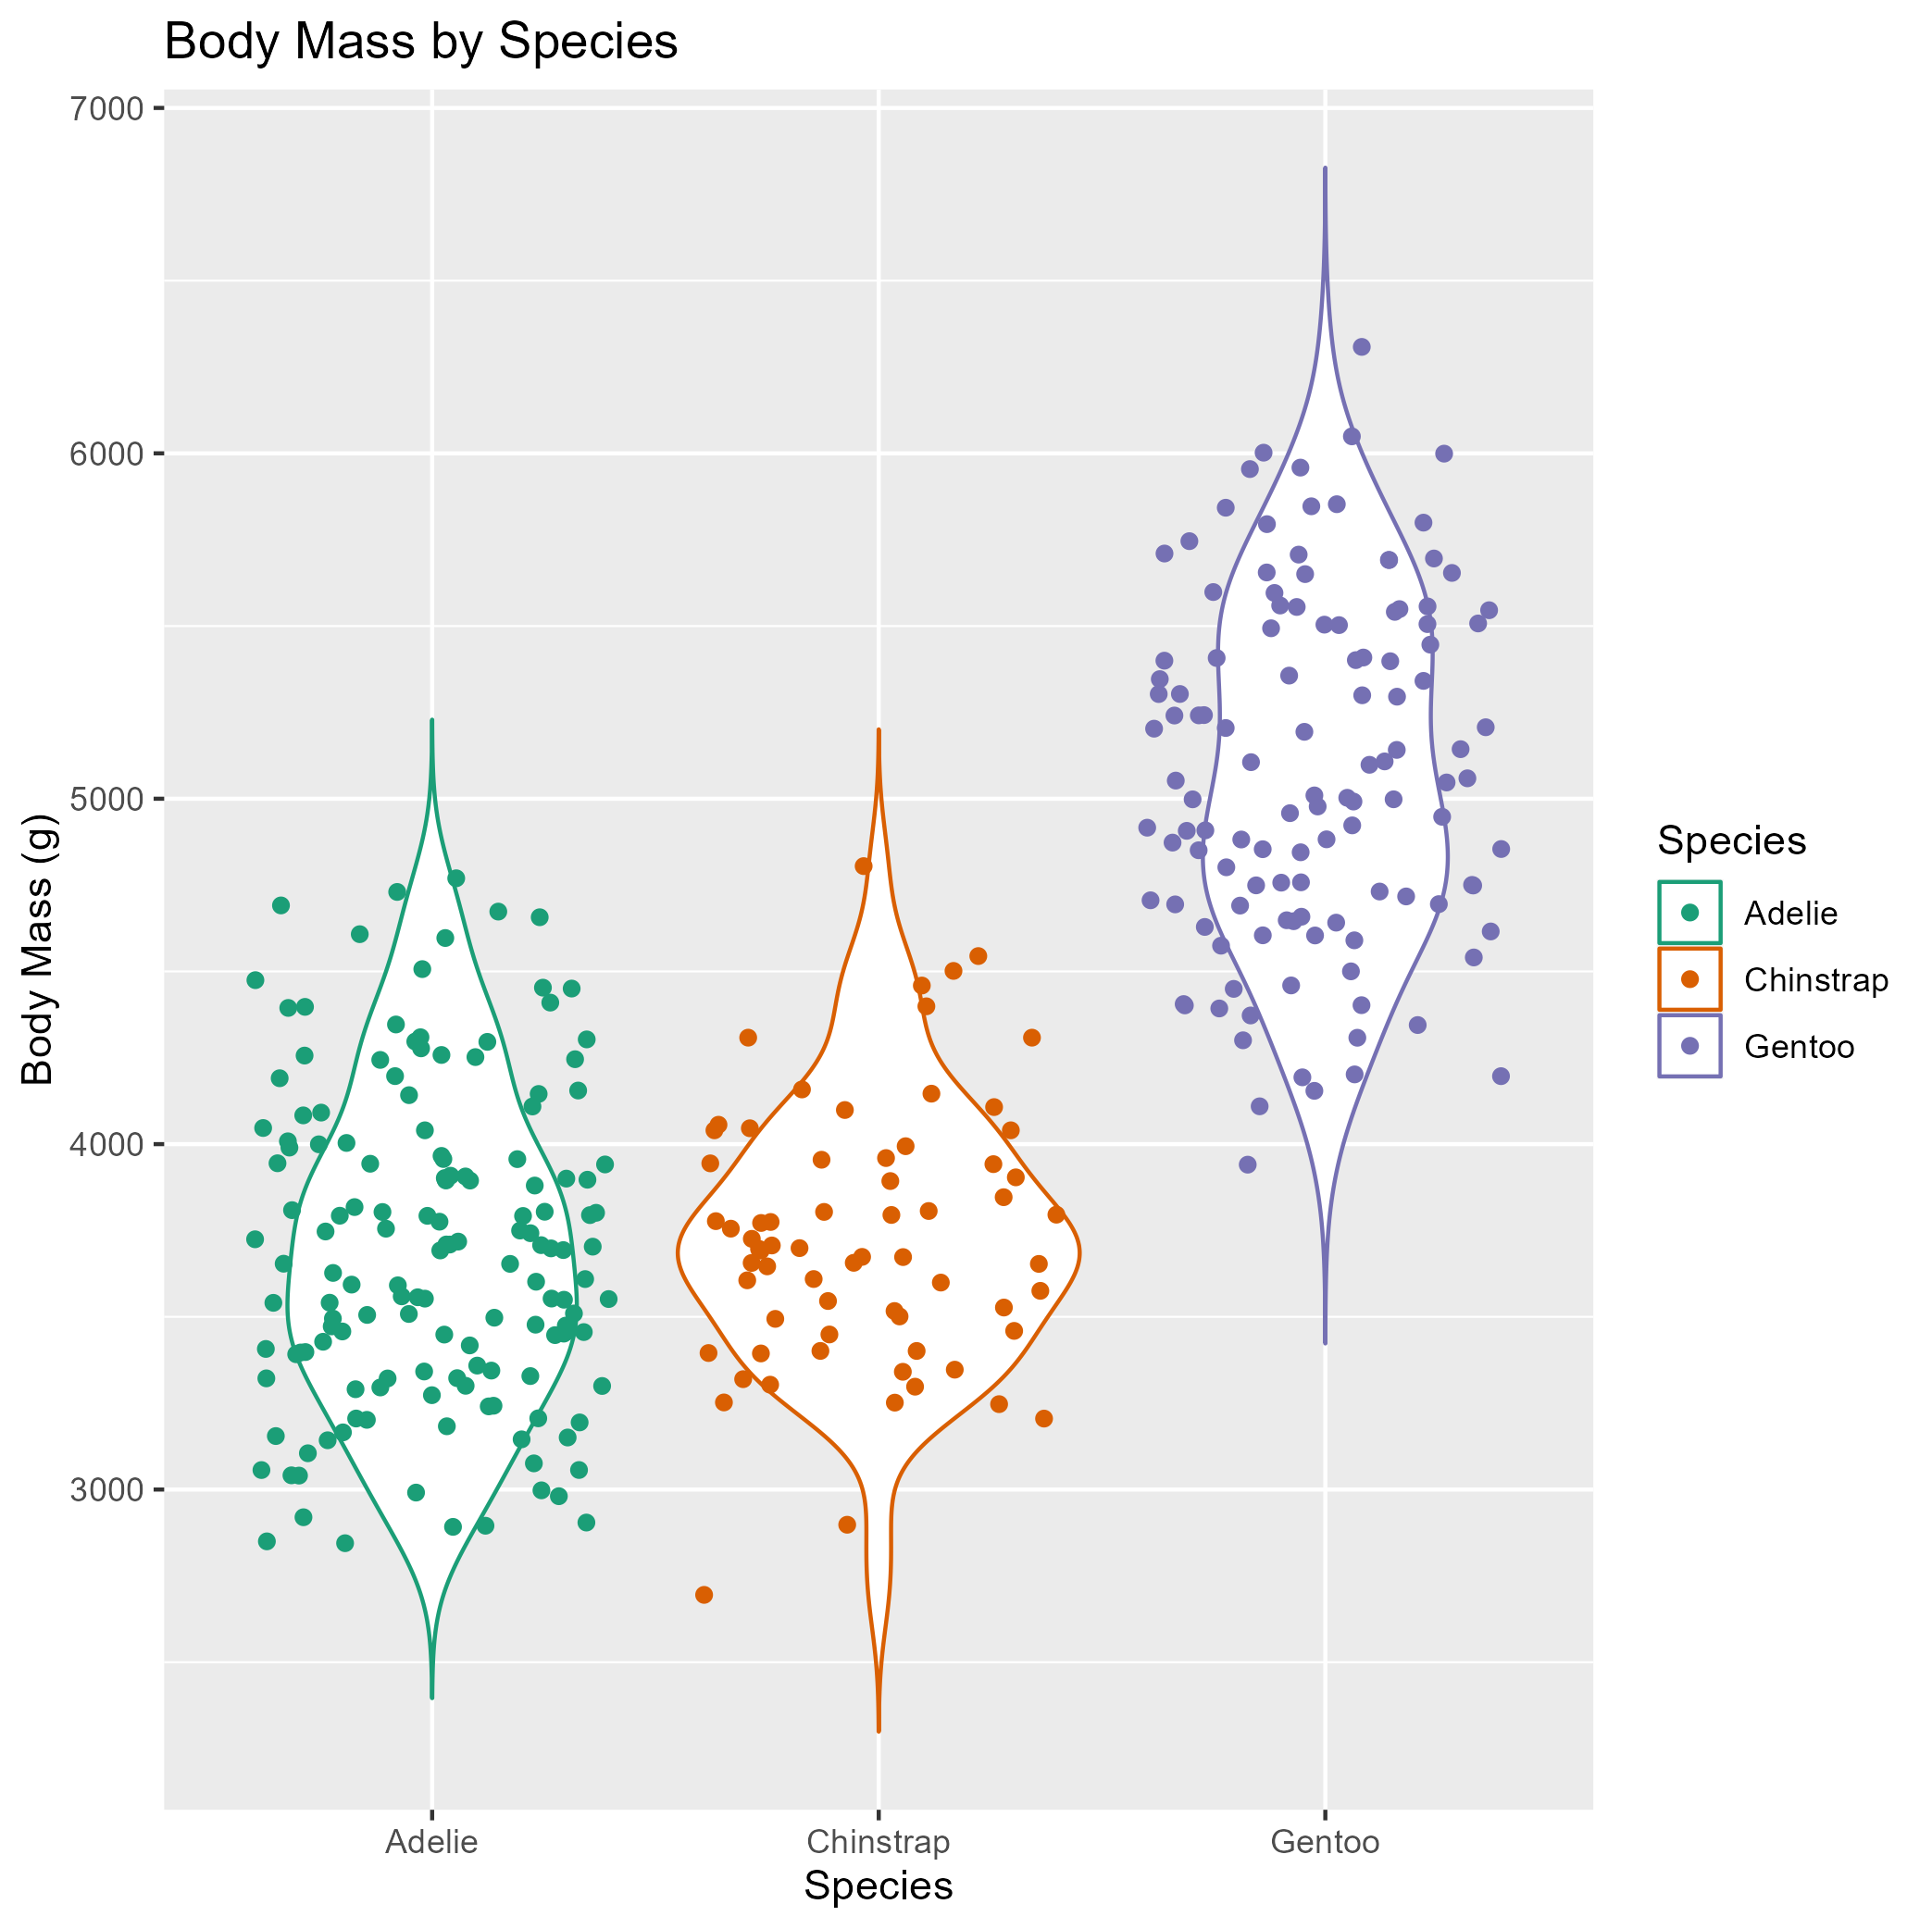 Body Mass by Species
7000
6000
5000
4000
3000
Body Mass (g)
Adelie
Chinstrap
Gentoo
Species
Species
Adelie
Chinstrap
Gentoo